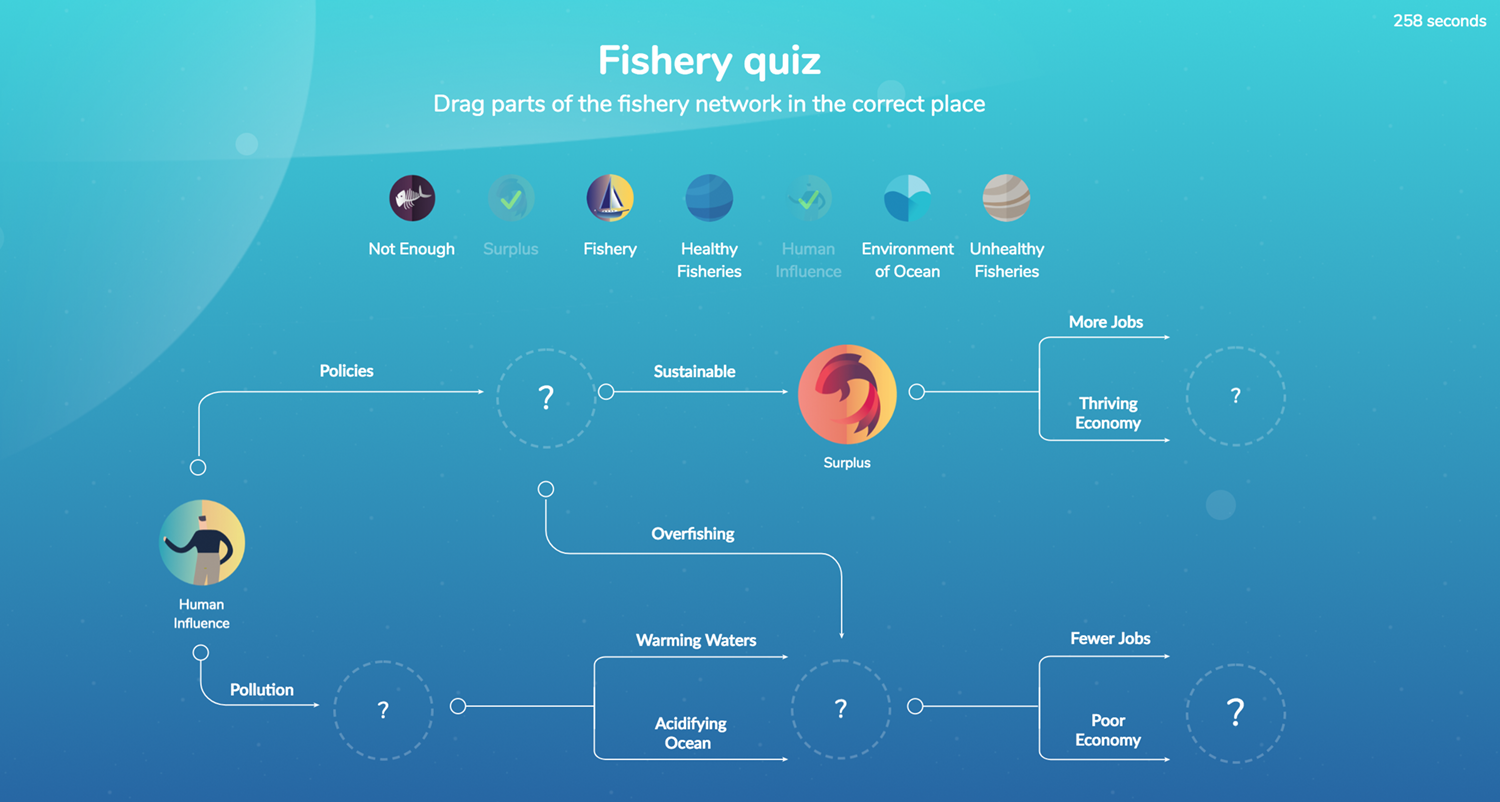 258 seconds
Fishery quiz
Drag parts of the fishery network in the correct place
Not Enough
Surplus
Fishery
Healthy
Fisheries
Human
Influence
Environment
of Ocean
Unhealthy
Fisheries
Policies
?
Sustainable
Surplus
More Jobs
Thriving
Economy
?
Human
Influence
Overfishing
Pollution
?
Warming Waters
Acidifying
Ocean
?
Fewer Jobs
Poor
Economy
?